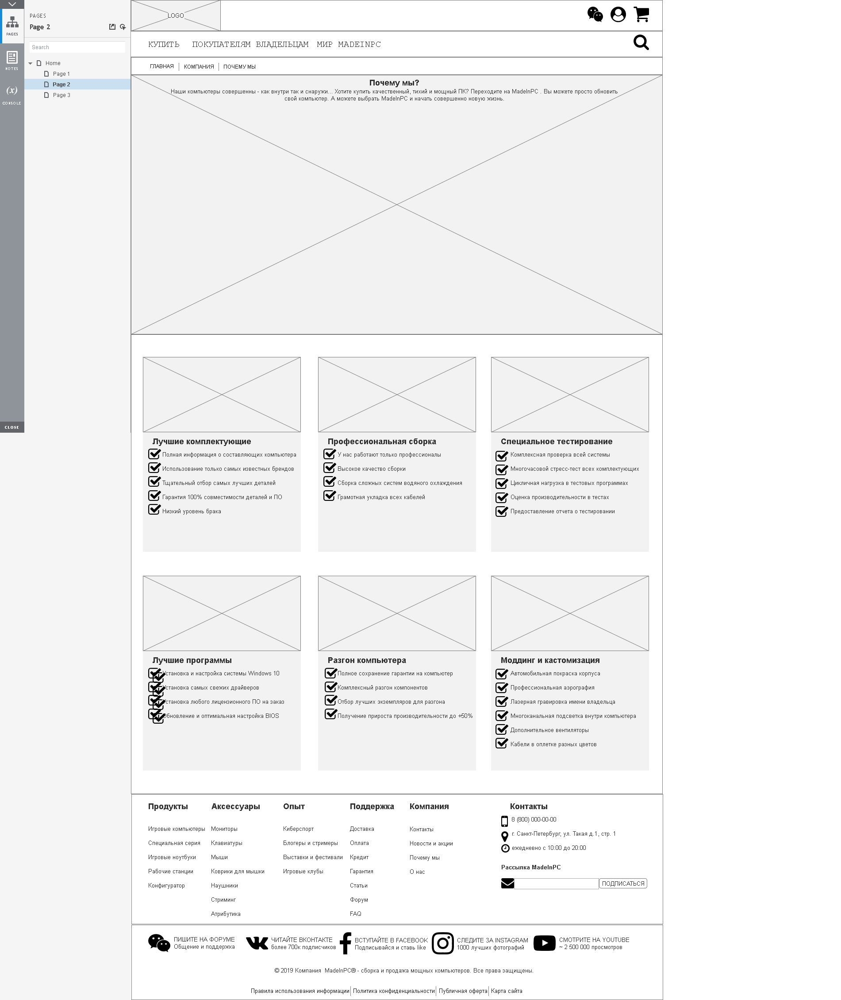 PAGES
NOTES
(x)
CONSOLE
CLOSE
PAGES
Page 2
Search
Home
Page 1
Page 2
Page 3
LOGO
КУПИТЬ ПОКУПАТЕЛЯМ ВЛАДЕЛЬЦАМ МИР MADEINPC
ГЛАВНАЯ КОМПАНИЯ ПОЧЕМУ МЫ
Почему мы?
Наши компьютеры совершенны - как внутри так и снаружи... Хотите купить качественный, тихий и мощный ПК? Переходите на MadeInPC . Вы можете просто обновить
свой компьютер. А можете выбрать MadeInPC и начать совершенно новую жизнь.
Лучшие комплектующие
Полная информация о составляющих компьютера
Использование только самых известных брендов
Тщательный отбор самых лучших деталей
Гарантия 100% совместимости деталей и ПО
Низкий уровень брака
Профессиональная сборка
У нас работают только профессионалы
Высокое качество сборки
Сборка сложных систем водяного охлаждения
Грамотная укладка всех кабелей
Специальное тестирование
Комплексная проверка всей системы
Многочасовой стресс-тест всех комплектующих
Цикличная нагрузка в тестовых программах
Оценка производительности в тестах
Предоставление отчета о тестировании
Лучшие программы
Установка и настройка системы Windows 10
Установка самых свежих драйверов
Установка любого лицензионного ПО на заказ
Обновление и оптимальная настройка BIOS
Разгон компьютера
Полное сохранение гарантии на компьютер
Комплексный разгон компонентов
Отбор лучших экземпляров для разгона
Получение прироста производительности до +50%
Моддинг и кастомизация
Автомобильная покраска корпуса
Профессиональная аэрография
Лазерная гравировка имени владельца
Многоканальная подсветка внутри компьютера
Дополнительное вентиляторы
Кабели в оплетке разных цветов
Продукты
Игровые компьютеры
Специальная серия
Игровые ноутбуки
Рабочие станции
Конфигуратор
Аксессуары
Мониторы
Клавиатуры
Мыши
Коврики для мышки
Наушники
Стриминг
Атрибутика
Опыт
Киберспорт
Блогеры и стримеры
Выставки и фестивали
Игровые клубы
Поддержка
Доставка
Оплата
Кредит
Гарантия
Статьи
Форум
FAQ
Компания
Контакты
Новости и акции
Почему мы
О нас
Контакты
8 (800) 000-00-00
г. Санкт-Петербург, ул. Такая д.1, стр. 1
ежедневно с 10:00 до 20:00
Рассылка MadeInPC
ПОДПИСАТЬСЯ
ПИШИТЕ НА ФОРУМЕ
Общение и поддержка
ЧИТАЙТЕ ВКОНТАКТЕ
более 700к подписчиков
ВСТУПАЙТЕ В FACEBOOK
Подписывайся и ставь like
СЛЕДИТЕ ЗА INSTAGRAM
1000 лучших фотографий
СМОТРИТЕ НА YOUTUBE
~ 2 500 000 просмотров
© 2019 Компания MadeInPC® - сборка и продажа мощных компьютеров. Все права защищены.
Правила использования информации Политика конфиденциальности Публичная оферта Карта сайта